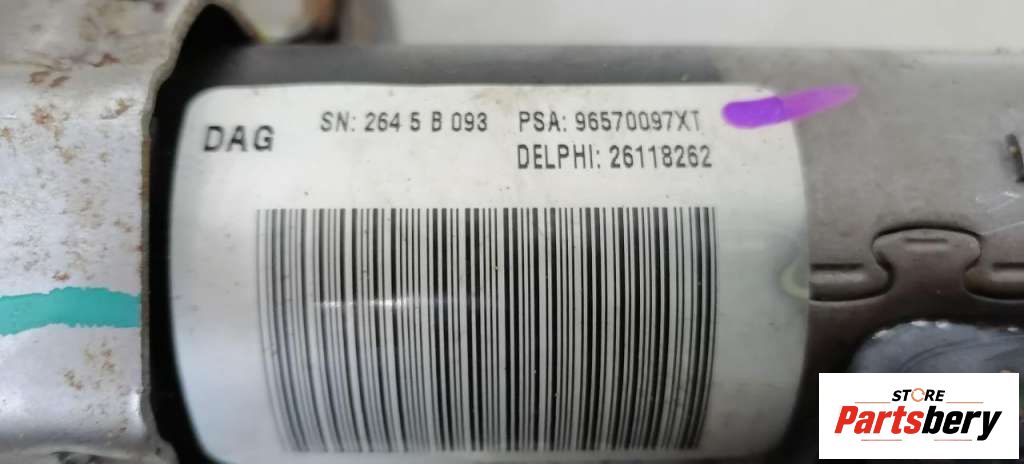 DAG
SN: 264 5 B 093 PSA: 96570097XT
DELPHI: 26118262
STORE
Partsbery